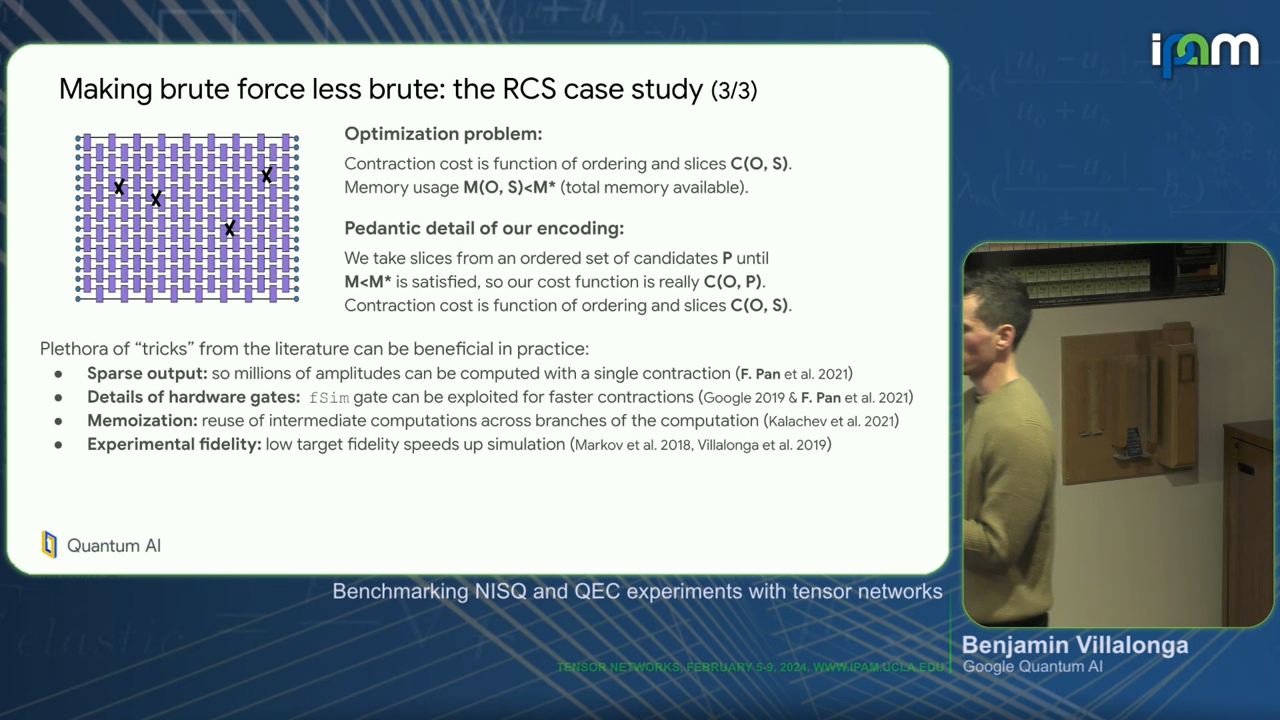 ipam
Making brute force less brute: the RCS case study (3/3)
Optimization problem:
Contraction cost is function of ordering and slices C(O, S).
Memory usage M(O, S)<M* (total memory available).
Pedantic detail of our encoding:
We take slices from an ordered set of candidates P until
M<M* is satisfied, so our cost function is really C(O, P).
Contraction cost is function of ordering and slices C(O, S).
Plethora of “tricks” from the literature can be beneficial in practice:
● Sparse output: so millions of amplitudes can be computed with a single contraction (F. Pan et al. 2021)
● Details of hardware gates: fSim gate can be exploited for faster contractions (Google 2019 & F. Pan et al. 2021)
● Memoization: reuse of intermediate computations across branches of the computation (Kalachev et al. 2021)
● Experimental fidelity: low target fidelity speeds up simulation (Markov et al. 2018, Villalonga et al. 2019)
Quantum AI
Benchmarking NISQ and QEC experiments with tensor networks
elastic
Benjamin Villalonga
Google Quantum AI
TENSOR NETWORKS, FEBRUARY 5-9, 2024, WWW.IPAM.UCLA.EDU